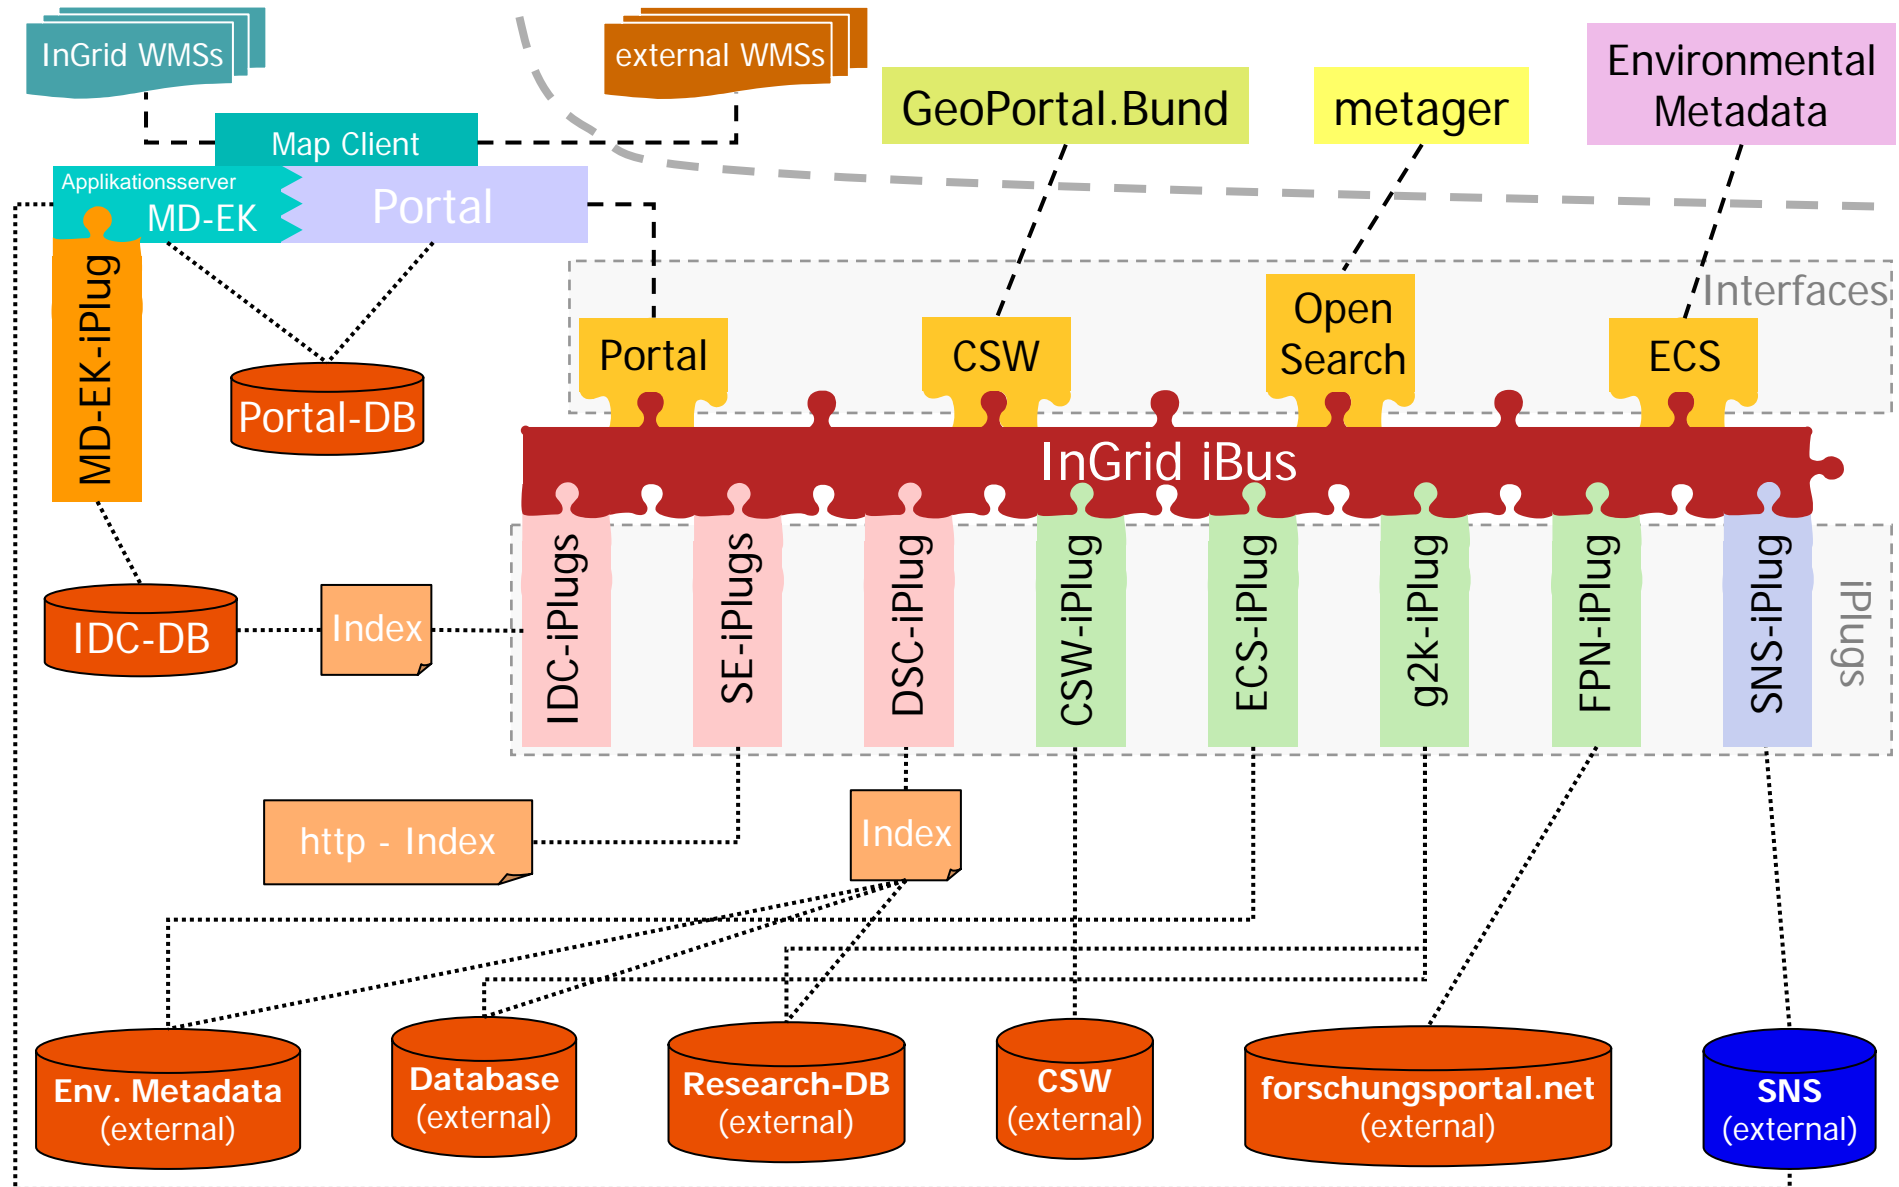 InGrid WMSs
external WMSs
GeoPortal.Bund
metager
Environmental
Metadata
Map Client
Applikationsserver
MD-EK
Portal
MD-EK-iPlug
Portal-DB
Interfaces
Portal
CSW
Open
Search
ECS
InGrid iBus
IDC-iPlugs
SE-iPlugs
DSC-iPlug
CSW-iPlug
ECS-iPlug
g2k-iPlug
FPN-iPlug
SNS-iPlug
iPlugs
IDC-DB
Index
http - Index
Index
Env. Metadata
(external)
Database
(external)
Research-DB
(external)
CSW
(external)
forschungsportal.net
(external)
SNS
(external)